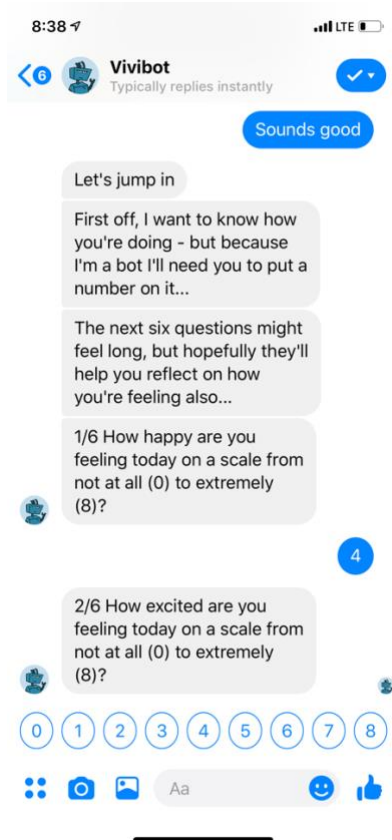 8:38
LTE
6
Vivibot
Typically replies instantly
Sounds good
Let's jump in
First off, I want to know how
you're doing - but because
I'm a bot I'll need you to put a
number on it...
The next six questions might
feel long, but hopefully they'll
help you reflect on how
you're feeling also...
1/6 How happy are you
feeling today on a scale from
not at all (0) to extremely
(8)?
4
2/6 How excited are you
feeling today on a scale from
not at all (0) to extremely
(8)?
0 1 2 3 4 5 6 7 8
Aa